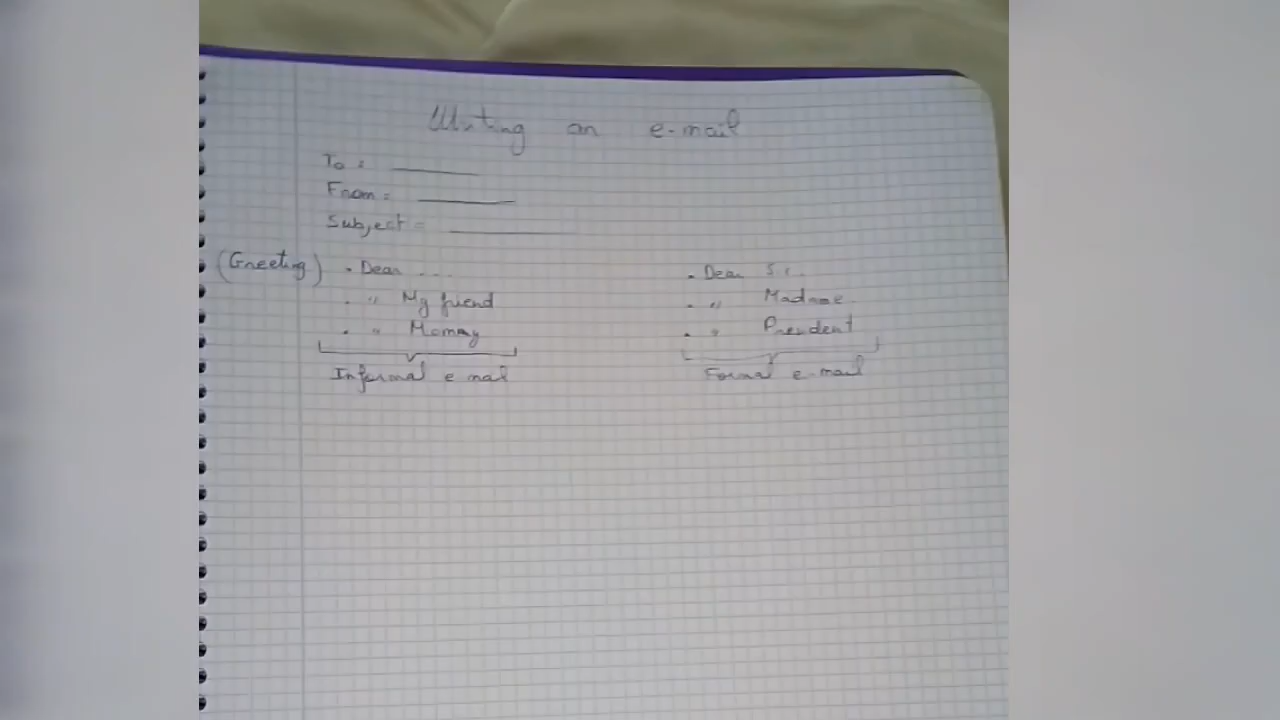 Writing an e-mail
To:
From:
Subject:
(Greeting) • Dear .... • Dear Sir
• " My friend • " Madame
• " Mommy • " President
Informal e mail Formal e-mail